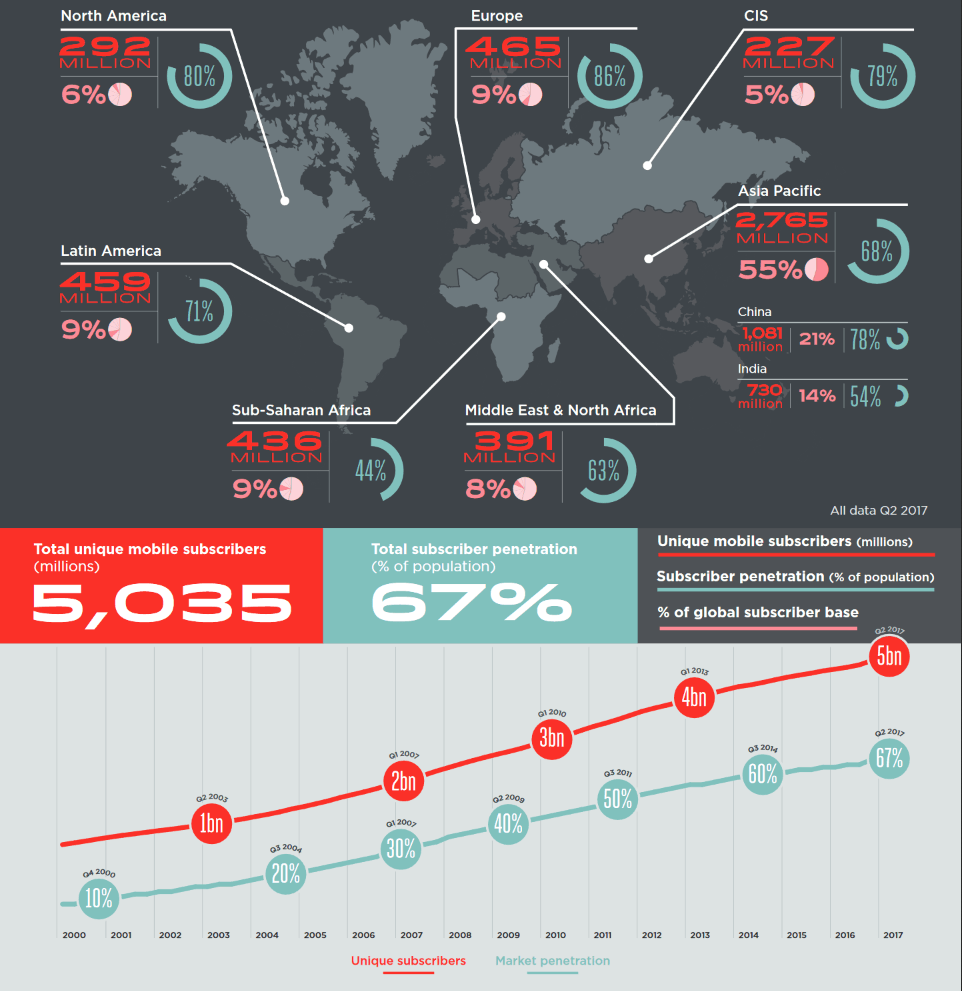 North America
292
MILLION
6%
80%
Europe
465
MILLION
9%
86%
CIS
227
MILLION
5%
79%
Asia Pacific
2,765
MILLION
55%
68%
China
1,081
million
21%
78%
India
730
million
14%
54%
Latin America
459
MILLION
9%
71%
Sub-Saharan Africa
436
MILLION
9%
44%
Middle East & North Africa
391
MILLION
8%
63%
All data Q2 2017
Total unique mobile subscribers
(millions)
5,035
Total subscriber penetration
(% of population)
67%
Unique mobile subscribers (millions)
Subscriber penetration (% of population)
% of global subscriber base
Q2 2017
5bn
Q1 2013
4bn
Q1 2010
3bn
Q1 2007
2bn
Q2 2003
1bn
Q2 2017
67%
Q3 2014
60%
Q3 2011
50%
Q2 2009
40%
Q1 2007
30%
Q3 2004
20%
Q4 2000
10%
2000 2001 2002 2003 2004 2005 2006 2007 2008 2009 2010 2011 2012 2013 2014 2015 2016 2017
Unique subscribers Market penetration